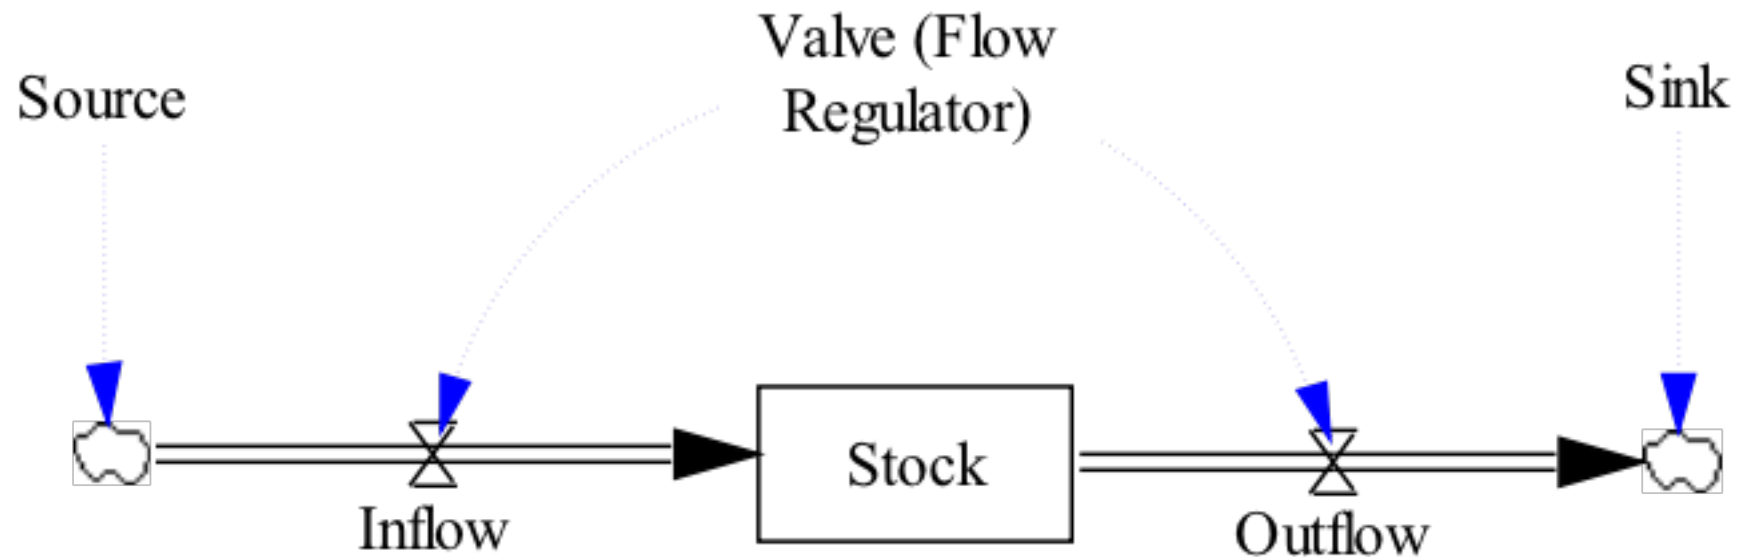 Source
Valve (Flow
Regulator)
Sink
Inflow
Stock
Outflow